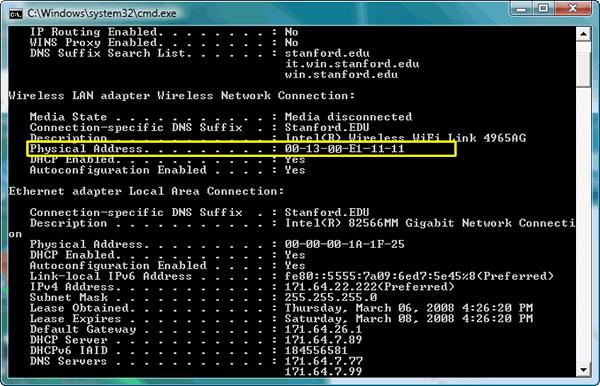 C:\Windows\system32\cmd.exe
IP Routing Enabled. . . . . . . . : No
WINS Proxy Enabled. . . . . . . . : No
DNS Suffix Search List. . . . . . : stanford.edu
it.win.stanford.edu
win.stanford.edu
Wireless LAN adapter Wireless Network Connection:
Media State . . . . . . . . . . . : Media disconnected
Connection-specific DNS Suffix  . : Stanford.EDU
Description . . . . . . . . . . . : Intel(R) Wireless WiFi Link 4965AG
Physical Address. . . . . . . . . : 00-13-00-E1-11-11
DHCP Enabled. . . . . . . . . . . : Yes
Autoconfiguration Enabled . . . . : Yes
Ethernet adapter Local Area Connection:
Connection-specific DNS Suffix  . : Stanford.EDU
Description . . . . . . . . . . . : Intel(R) 82566MM Gigabit Network Connecti
on
Physical Address. . . . . . . . . : 00-00-00-1A-1F-25
DHCP Enabled. . . . . . . . . . . : Yes
Autoconfiguration Enabled . . . . : Yes
Link-local IPv6 Address . . . . . : fe80::5555:7a09:6ed7:5e45%8(Preferred)
IPv4 Address. . . . . . . . . . . : 171.64.22.222(Preferred)
Subnet Mask . . . . . . . . . . . : 255.255.255.0
Lease Obtained. . . . . . . . . . : Thursday, March 06, 2008 4:26:20 PM
Lease Expires . . . . . . . . . . : Saturday, March 08, 2008 4:26:20 PM
Default Gateway . . . . . . . . . : 171.64.26.1
DHCP Server . . . . . . . . . . . : 171.64.7.89
DHCPv6 IAID . . . . . . . . . . . : 184556581
DNS Servers . . . . . . . . . . . : 171.64.7.77
171.64.7.99